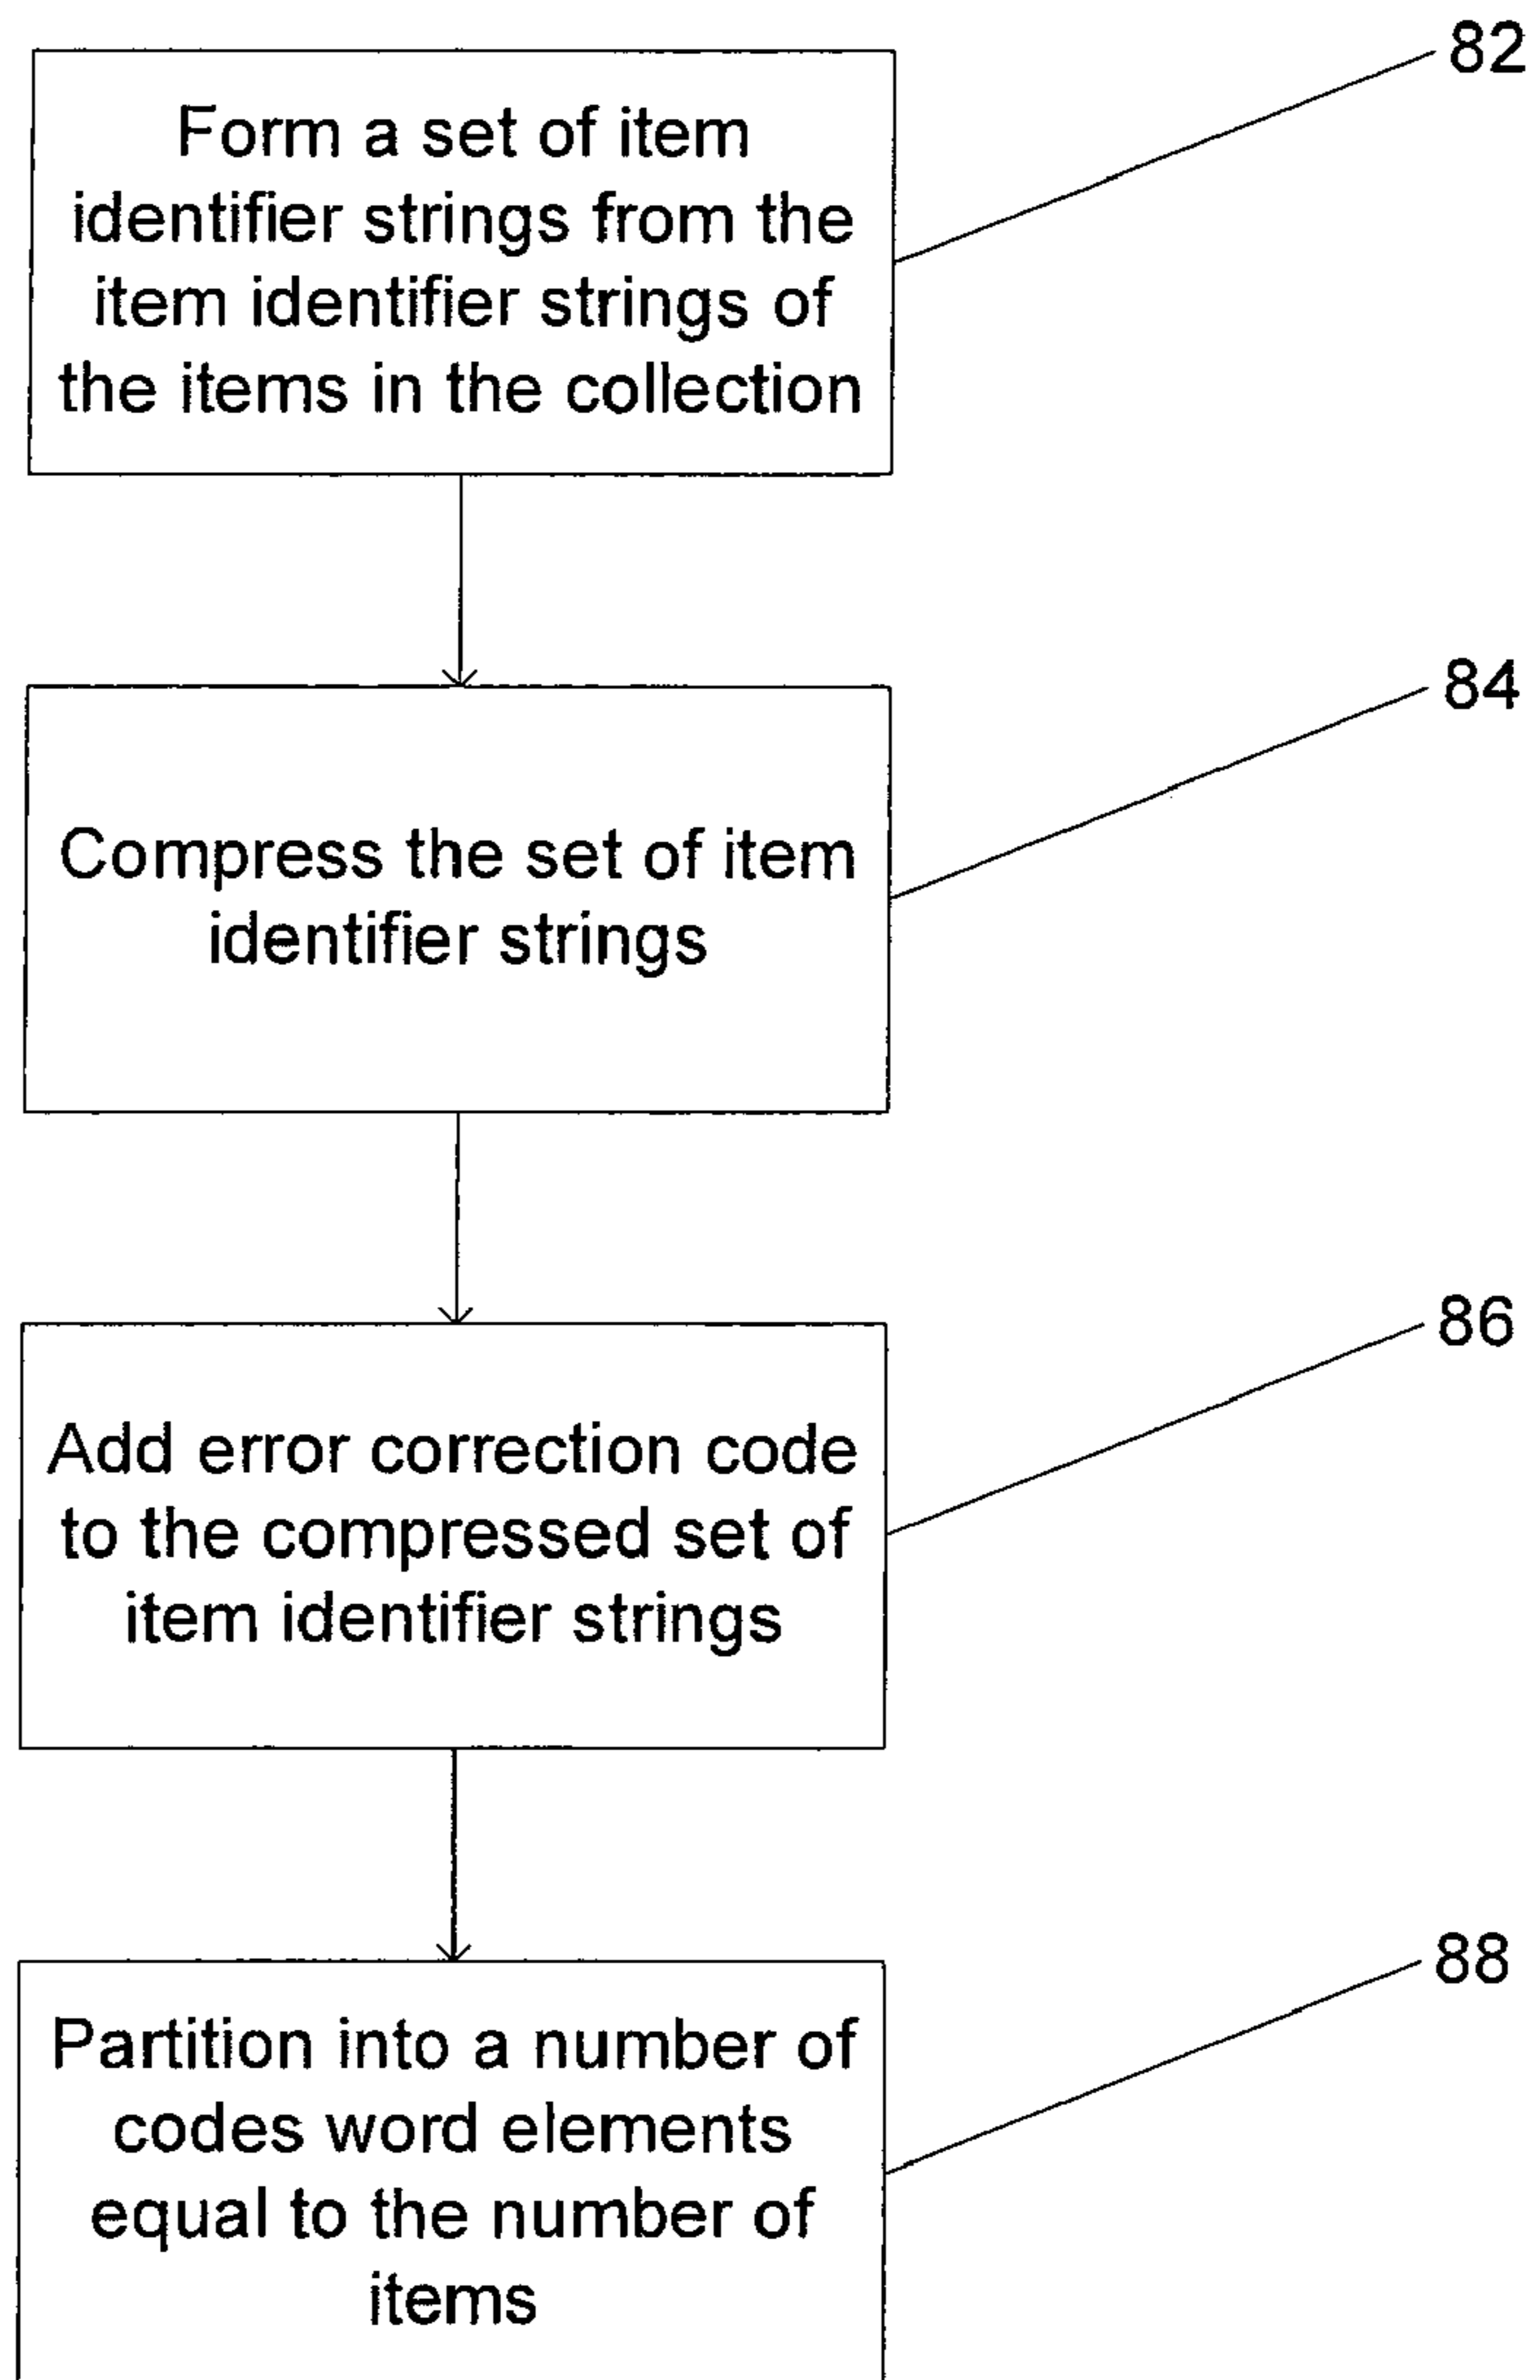 82
Form a set of item
identifier strings from the
item identifier strings of
the items in the collection
84
Compress the set of item
identifier strings
86
Add error correction code
to the compressed set of
item identifier strings
88
Partition into a number of
codes word elements
equal to the number of
items